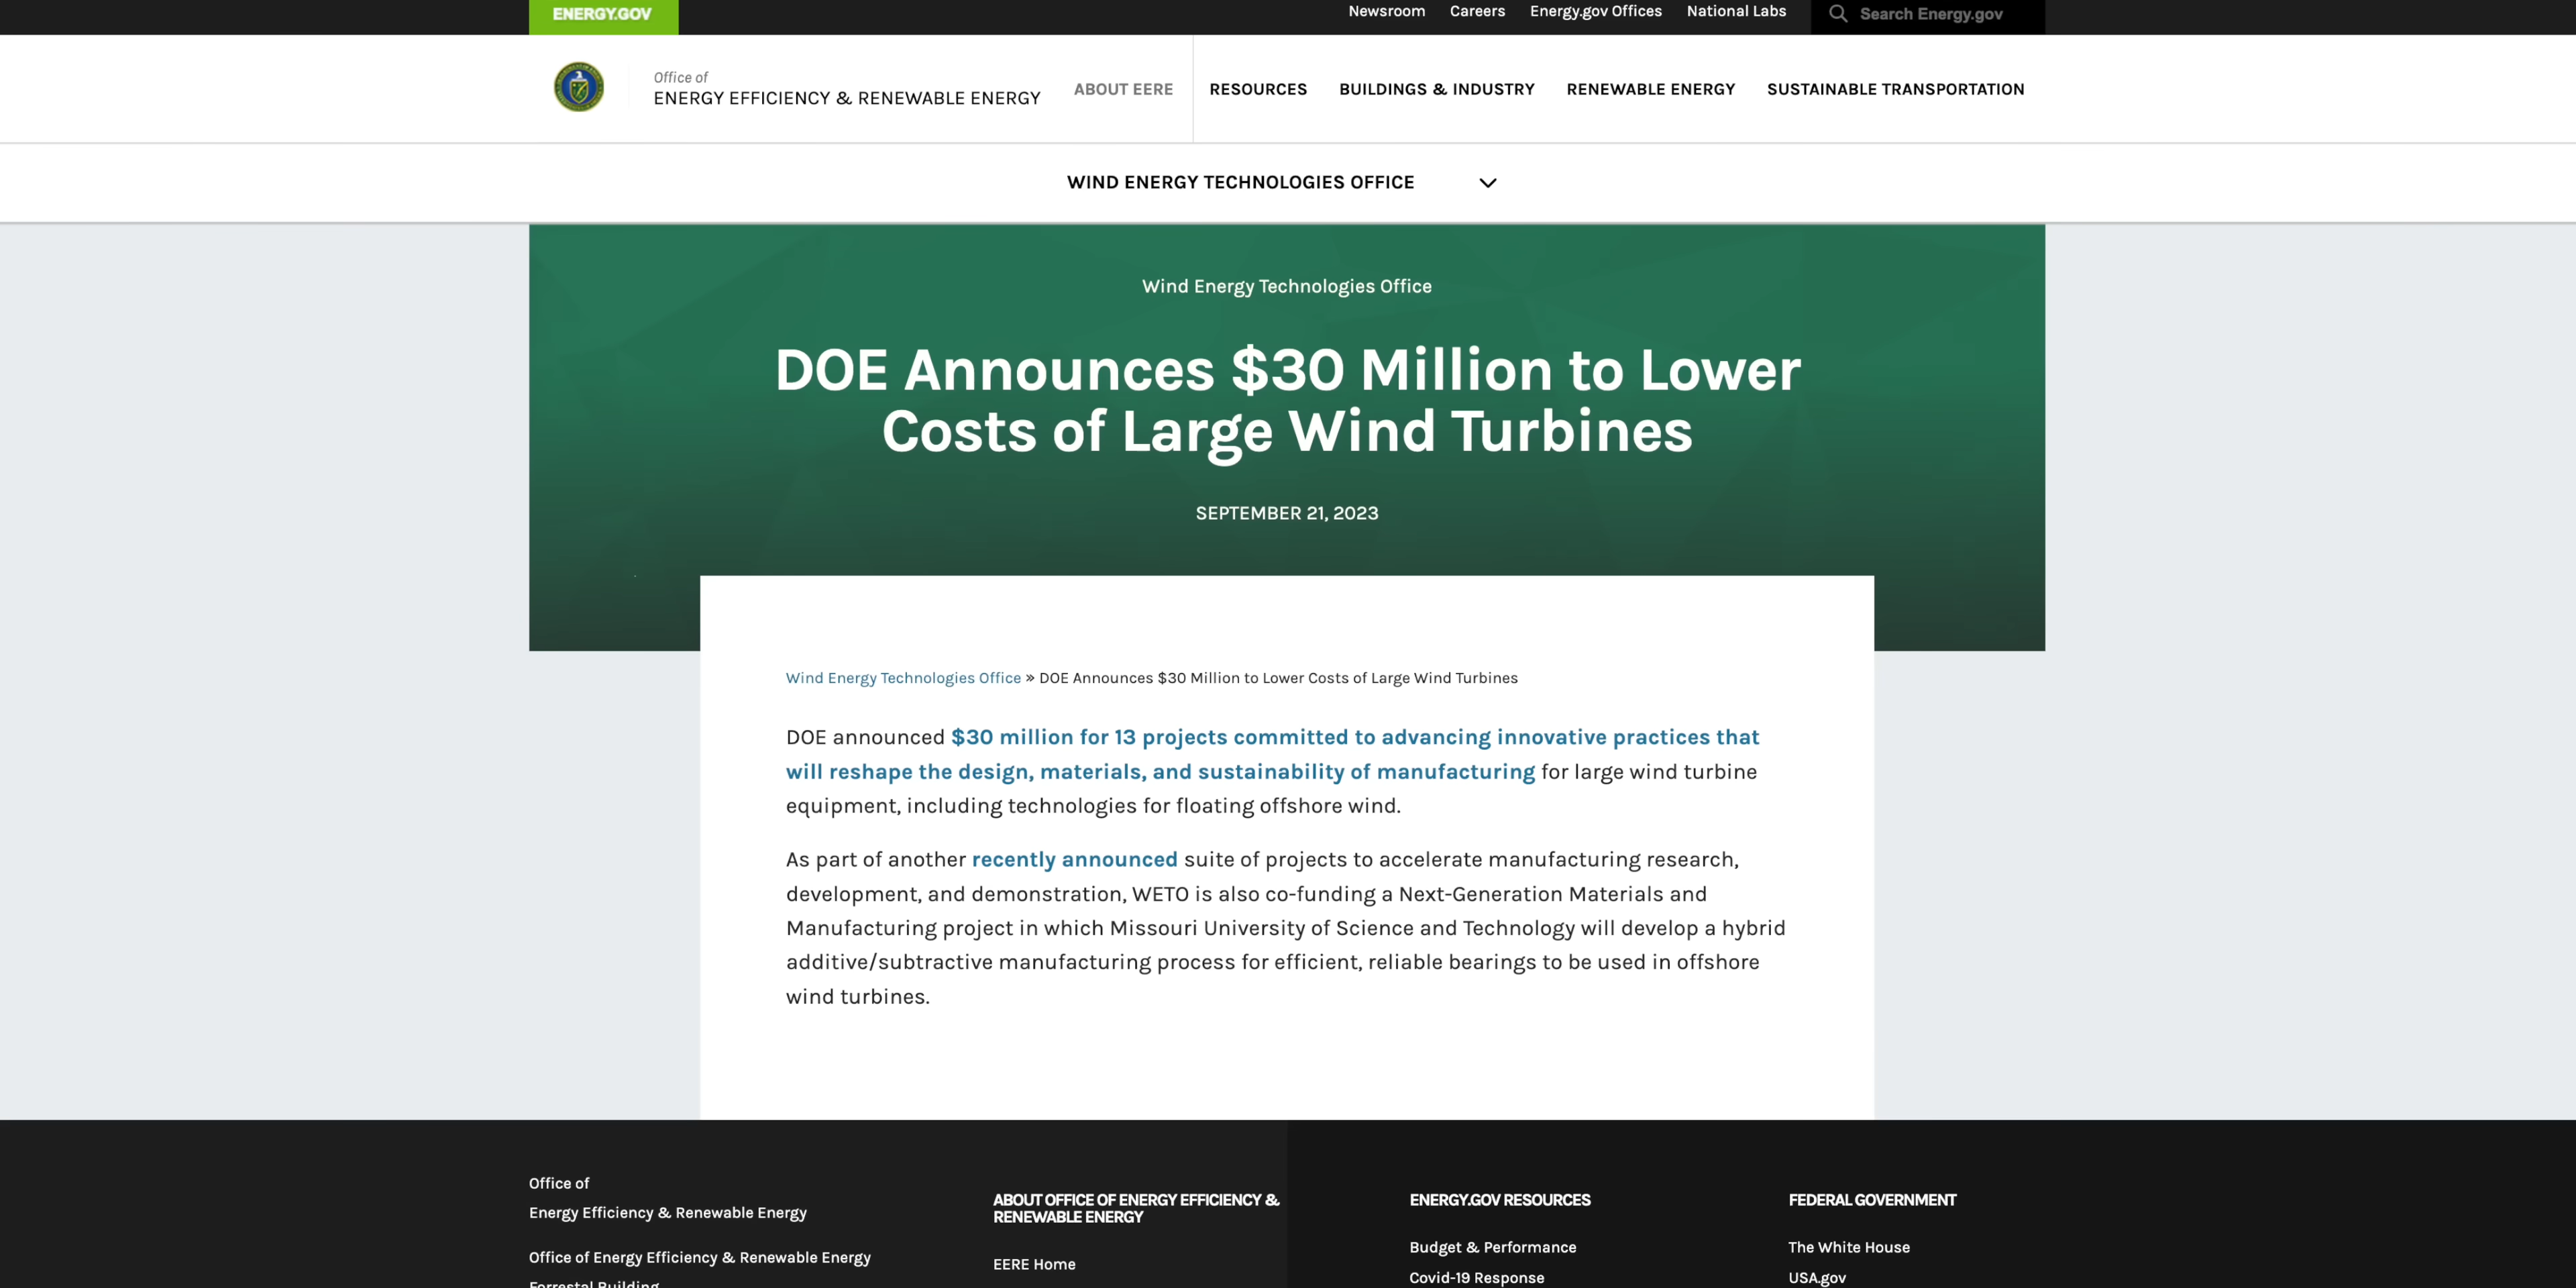 ENERGY.GOV
Newsroom Careers Energy.gov Offices National Labs Search Energy.gov
Office of
ENERGY EFFICIENCY & RENEWABLE ENERGY
ABOUT EERE RESOURCES BUILDINGS & INDUSTRY RENEWABLE ENERGY SUSTAINABLE TRANSPORTATION
WIND ENERGY TECHNOLOGIES OFFICE
Wind Energy Technologies Office
DOE Announces $30 Million to Lower
Costs of Large Wind Turbines
SEPTEMBER 21, 2023
Wind Energy Technologies Office » DOE Announces $30 Million to Lower Costs of Large Wind Turbines
DOE announced $30 million for 13 projects committed to advancing innovative practices that
will reshape the design, materials, and sustainability of manufacturing for large wind turbine
equipment, including technologies for floating offshore wind.
As part of another recently announced suite of projects to accelerate manufacturing research,
development, and demonstration, WETO is also co-funding a Next-Generation Materials and
Manufacturing project in which Missouri University of Science and Technology will develop a hybrid
additive/subtractive manufacturing process for efficient, reliable bearings to be used in offshore
wind turbines.
Office of
Energy Efficiency & Renewable Energy
Office of Energy Efficiency & Renewable Energy
Forrestal Building
ABOUT OFFICE OF ENERGY EFFICIENCY &
RENEWABLE ENERGY
EERE Home
ENERGY.GOV RESOURCES
Budget & Performance
Covid-19 Response
FEDERAL GOVERNMENT
The White House
USA.gov